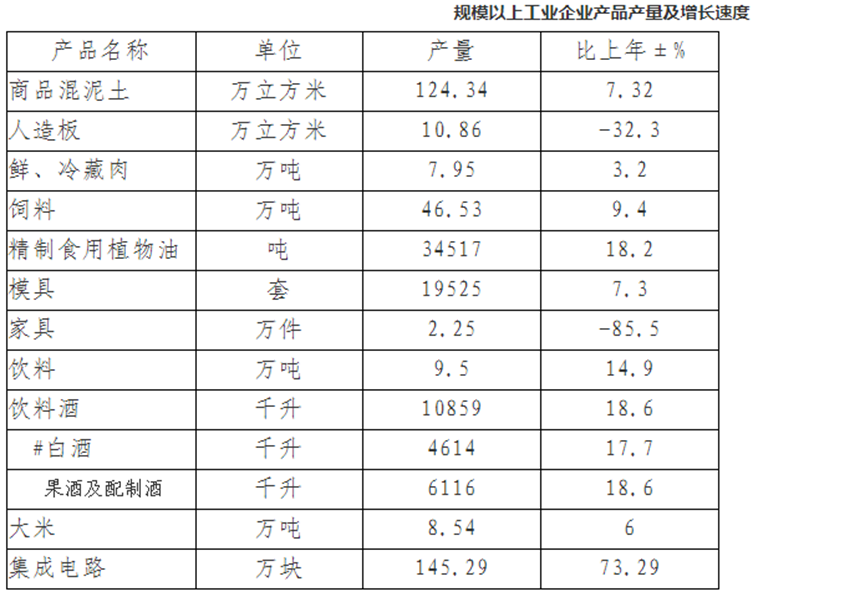 规模以上工业企业产品产量及增长速度
产品名称 单位 产量 比上年±%
商品混泥土 万立方米 124.34 7.32
人造板 万立方米 10.86 -32.3
鲜、冷藏肉 万吨 7.95 3.2
饲料 万吨 46.53 9.4
精制食用植物油 吨 34517 18.2
模具 套 19525 7.3
家具 万件 2.25 -85.5
饮料 万吨 9.5 14.9
饮料酒 千升 10859 18.6
#白酒 千升 4614 17.7
果酒及配制酒 千升 6116 18.6
大米 万吨 8.54 6
集成电路 万块 145.29 73.29